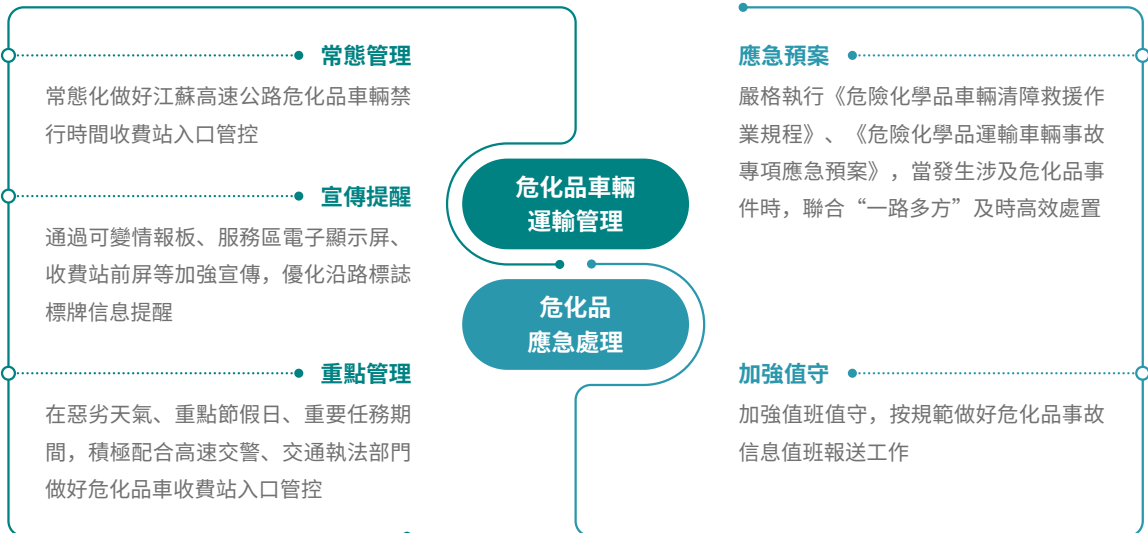 常態管理
常態化做好江蘇高速公路危化品車輛禁
行時間收費站入口管控
宣傳提醒
通過可變情報板、服務區電子顯示屏、
收費站前屏等加強宣傳，優化沿路標誌
標牌信息提醒
重點管理
在惡劣天氣、重點節假日、重要任務期
間，積極配合高速交警、交通執法部門
做好危化品車收費站入口管控
危化品車輛
運輸管理
危化品
應急處理
應急預案
嚴格執行《危險化學品車輛清障救援作
業規程》、《危險化學品運輸車輛事故
專項應急預案》，當發生涉及危化品事
件時，聯合“一路多方”及時高效處置
加強值守
加強值班值守，按規範做好危化品事故
信息值班報送工作